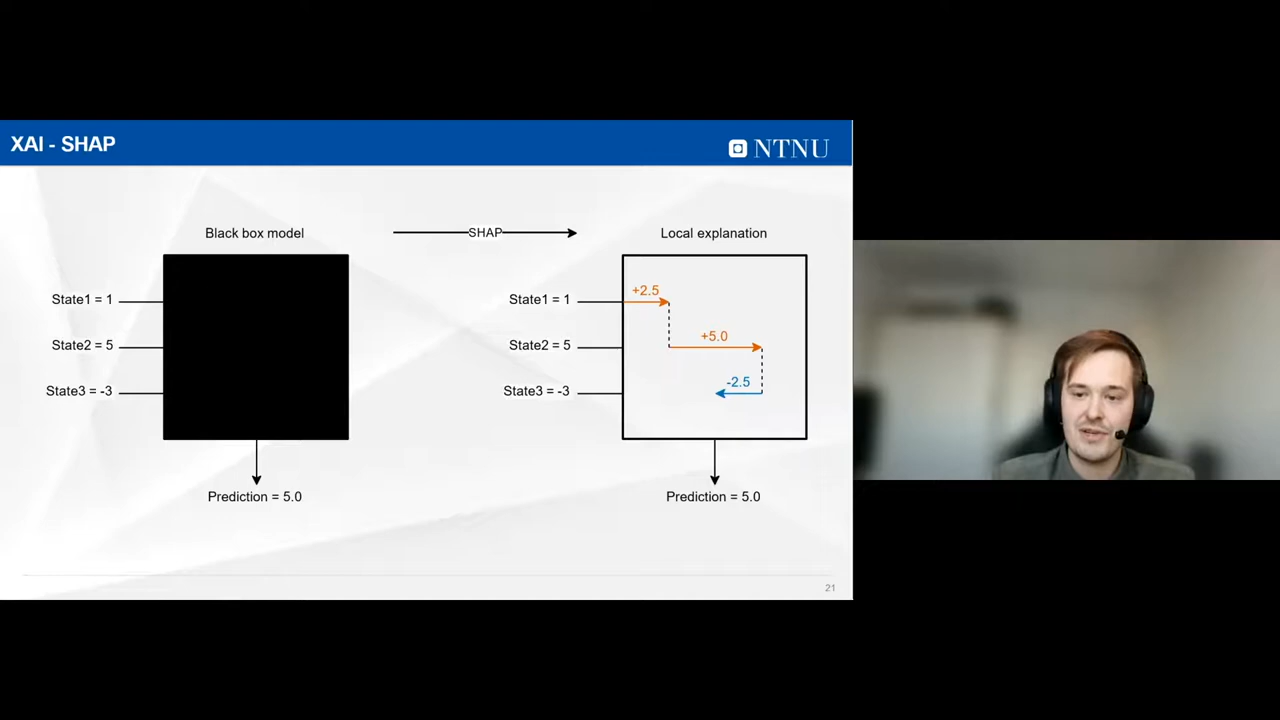 XAI - SHAP
NTNU
Black box model
SHAP
Local explanation
State1 = 1
State2 = 5
State3 = -3
Prediction = 5.0
State1 = 1
State2 = 5
State3 = -3
+2.5
+5.0
-2.5
Prediction = 5.0
21